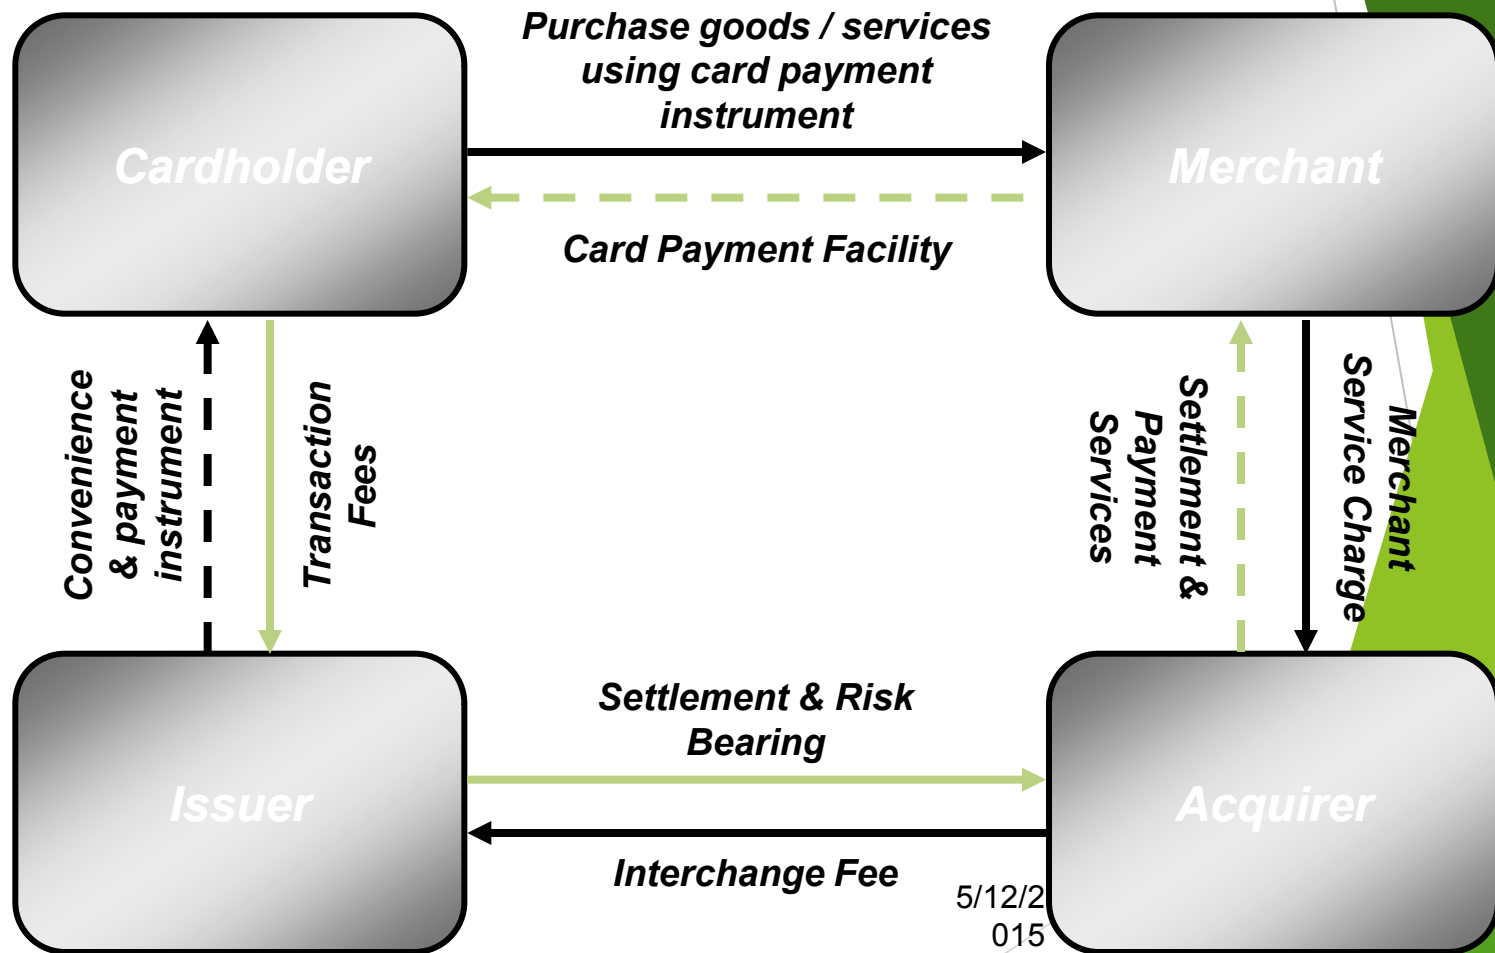 Purchase goods / services
using card payment
instrument
Cardholder
Merchant
Card Payment Facility
Convenience
& payment
instrument
Transaction
Fees
Settlement &
Payment
Services
Merchant
Service Charge
Settlement & Risk
Bearing
Issuer
Acquirer
Interchange Fee
5/12/2
015